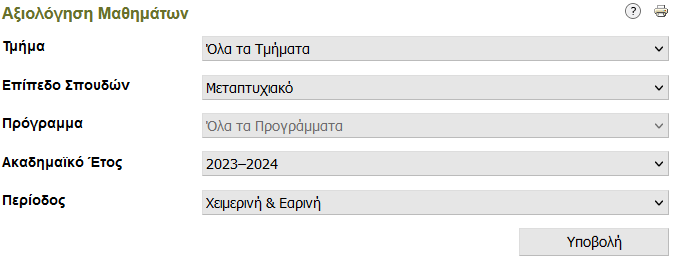 Αξιολόγηση Μαθημάτων ?
Τμήμα Όλα τα Τμήματα
Επίπεδο Σπουδών Μεταπτυχιακό
Πρόγραμμα Όλα τα Προγράμματα
Ακαδημαϊκό Έτος 2023–2024
Περίοδος Χειμερινή & Εαρινή
Υποβολή